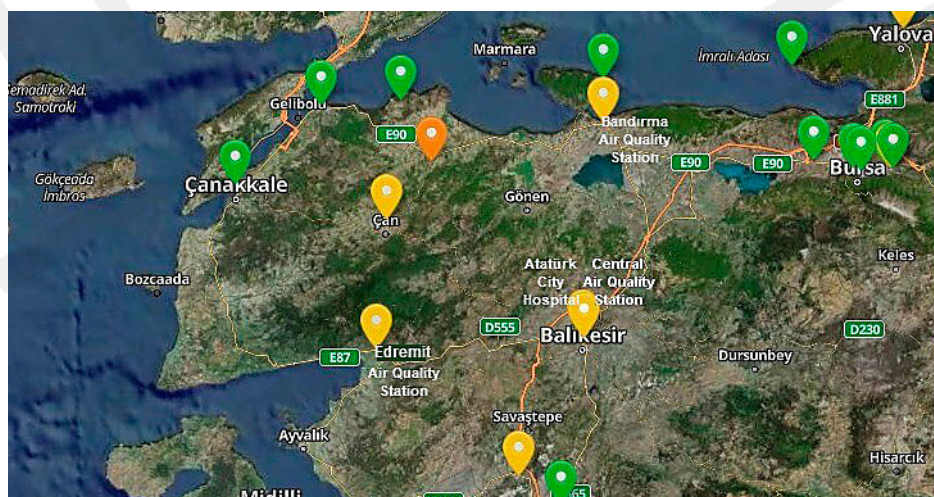 Yalova
Marmara
İmralı Adası
Semadirek Ad.
Samotraki
E881
Gelibolu
E90
Bandırma
Air Quality
Station
E90
E90
Bursa
Gökçeada
İmbros
Çanakkale
Gönen
Çan
Keles
Atatürk
City
Hospital
Central
Air Quality
Station
Bozcaada
D555
Balıkesir
D230
Edremit
Air Quality
Station
E87
Dursunbey
Savaştepe
Ayvalık
Hisarcık
Midilli